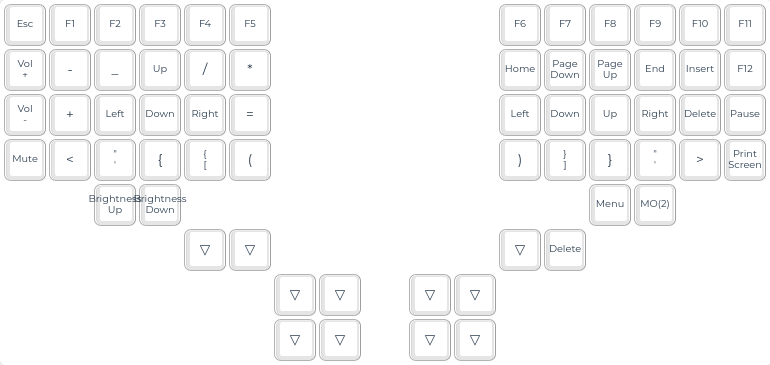 Esc F1 F2 F3 F4 F5 F6 F7 F8 F9 F10 F11
Vol + - _ Up / * Home Page Down Page Up End Insert F12
Vol - + Left Down Right = Left Down Up Right Delete Pause
Mute < " ' { { [ ( ) } ] } " ' > Print Screen
Brightness Up Brightness Down Menu MO(2)
▽ ▽ ▽ Delete
▽ ▽ ▽ ▽
▽ ▽ ▽ ▽